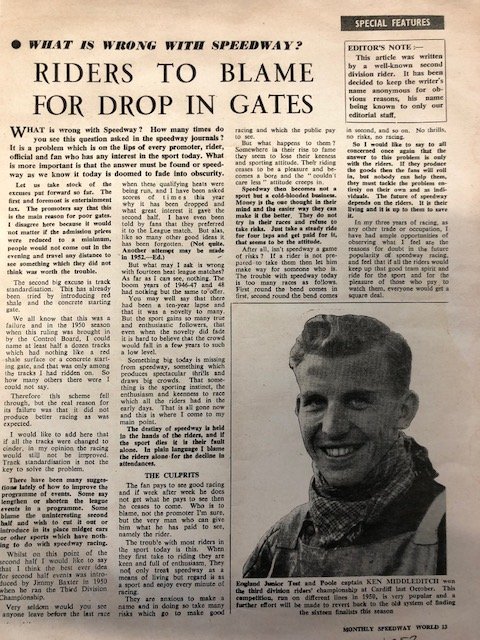 SPECIAL FEATURES
● WHAT IS WRONG WITH SPEEDWAY?
RIDERS TO BLAME
FOR DROP IN GATES
EDITOR'S NOTE :—
This article was written
by a well-known second
division rider. It has been
decided to keep the writer's
name anonymous for ob-
vious reasons, his name
being known to only our
editorial staff.
WHAT is wrong with Speedway? How many times do
you see this question asked in the speedway journals?
It is a problem which is on the lips of every promoter, rider,
official and fan who has any interest in the sport today. What
is more important is that the answer must be found or speed-
way as we know it today is doomed to fade into obscurity.
Let us take stock of the
excuses put forward so far. The
first and foremost is entertainment
tax. The promoters say that this
is the main reason for poor gates.
I disagree here because it would
not matter if the admission prices
were reduced to a minimum,
people would not come out in the
evening and travel any distance to
see something which they did not
think was worth the trouble.
The second big excuse is track
standardisation. This has already
been tried by introducing red
shale and the concrete starting
gate.
We all know that this was a
failure and in the 1950 season
when this ruling was brought in
by the Control Board, I could
name at least half a dozen tracks
which had nothing like a red
shale surface or a concrete start-
ing gate, and that was only among
the tracks I had ridden on. So
how many others there were I
could not say.
Therefore this scheme fell
through, but the real reason for
its failure was that it did not
produce better racing as was
expected.
I would like to add here that
if all the tracks were changed to
cinder, in my opinion the racing
would still not be improved.
Track standardisation is not the
key to solve the problem.
There have been many sugges-
tions lately of how to improve the
programme of events. Some say
lengthen or shorten the league
events in a programme. Some
blame the uninteresting second
half and wish to cut it out or
introduce in its place midget cars
or other sports which have noth-
ing to do with speedway racing.
Whilst on this point of the
second half I would like to say
that I think the best ever idea
for second half events was intro-
duced by Jimmy Baxter in 1950
when he ran the Third Division
Championship.
Very seldom would you see
anyone leave before the last race
when these qualifying heats were
being run, and I have been asked
scores of times this year
why it has been dropped and
what great interest it gave the
second half. I have even been
told by fans that they preferred
it to the League match. But alas,
like so many other good ideas it
has been forgotten. (Not quite.
Another attempt may be made
in 1952.—Ed.)
But what may I ask is wrong
with fourteen heat league matches?
As far as I can see, nothing. The
boom years of 1946-47 and 48
had nothing but the same to offer.
You may well say that there
had been a ten-year lapse and
that it was a novelty to many.
But the sport gains so many true
and enthusiastic followers, that
even when the novelty did fade
it is hard to believe that the crowd
would fall in a few years to such
a low level.
Something big today is missing
from speedway, something which
produces spectacular thrills and
draws big crowds. That some-
thing is the sporting instinct, the
enthusiasm and keenness to race
which all the riders had in the
early days. That is all gone now
and this is where I come to my
main point.
The destiny of speedway is held
in the hands of the riders, and if
the sport dies it is their fault
alone. In plain language I blame
the riders alone for the decline in
attendances.
THE CULPRITS
The fan pays to see good racing
and if week after week he does
not get what he pays to see then
he ceases to come. Who is to
blame, not the promoter I'm sure,
but the very man who can give
him what he has paid to see,
namely the rider.
The trouble with most riders in
the sport today is this. When
they first take to riding they are
keen and full of enthusiasm. They
not only treat speedway as a
means of living but regard it as
a sport and enjoy every minute of
racing.
They are anxious to make a
name and in doing so take many
risks which go to make good
racing and which the public pay
to see.
But what happens to them?
Somewhere in their rise to fame
they seem to lose their keenness
and sporting attitude. Their riding
ceases to be a pleasure and be-
comes a bore and the " couldn't
care less " attitude creeps in.
Speedway then becomes not a
sport but a cold-blooded business.
Money is the one thought in their
mind and the easier way they can
make it the better. They do not
try in their races and refuse to
take risks. Just take a steady ride
for four laps and get paid for it,
that seems to be the attitude.
After all, isn't speedway a game
of risks? If a rider is not pre-
pared to take them then let him
make way for someone who is.
The trouble with speedway today
is too many races as follows.
First round the bend comes in
first, second round the bend comes
in second, and so on. No thrills,
no risks, no racing.
So I would like to say to all
concerned once again that the
answer to this problem is only
with the riders. If they produce
the goods then the fans will roll
in, but nobody can help them,
they must tackle the problem en-
tirely on their own and as indi-
viduals. The future of speedway
depends on the riders. It is their
living and it is up to them to save
it.
In my three years of racing, as
any other trade or occupation, I
have had ample opportunities of
observing what I feel are the
reasons for doubt in the future
popularity of speedway racing,
and feel that if all the riders would
keep up that good team spirit and
ride for the sport and for the
pleasure of those who pay to
watch them, everyone would get a
square deal.
England Junior Test and Poole captain KEN MIDDLEDITCH won
the third division riders' championship at Cardiff last October. This
competition, run on different lines in 1950, is very popular and a
further effort will be made to revert back to the old system of finding
the sixteen finalists this season
MONTHLY SPEEDWAY WORLD 13